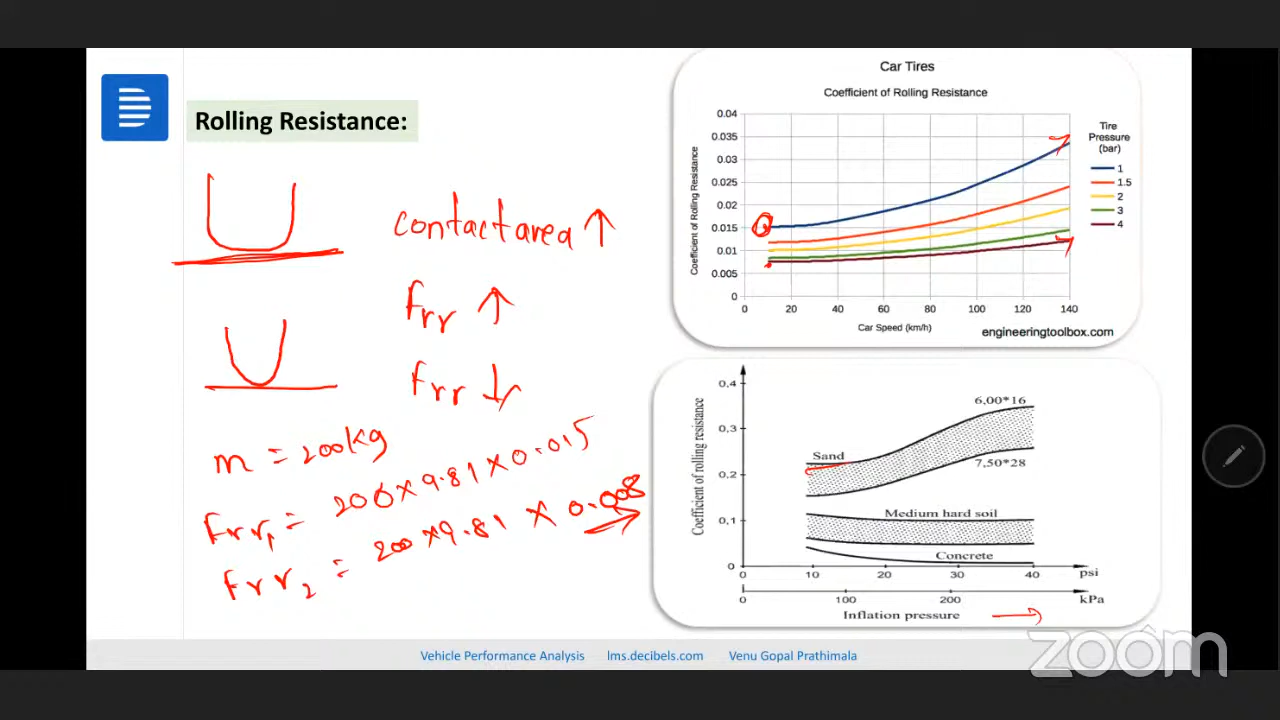 Rolling Resistance:
contact area ↑
Frr ↑
Frr ↓
m = 200kg
Frr1 = 200 × 9.81 × 0.015
Frr2 = 200 × 9.81 × 0.008
Car Tires
Coefficient of Rolling Resistance
Coefficient of Rolling Resistance
0.04
0.035
0.03
0.025
0.02
0.015
0.01
0.005
0
0 20 40 60 80 100 120 140
Car Speed (km/h)
engineeringtoolbox.com
Tire
Pressure
(bar)
1
1.5
2
3
4
Coefficient of rolling resistance
0,4
0,3
0,2
0,1
0
6,00*16
Sand
7,50*28
Medium hard soil
Concrete
0 10 20 30 40 psi
0 100 200 kPa
Inflation pressure
Vehicle Performance Analysis lms.decibels.com Venu Gopal Prathimala
zoom